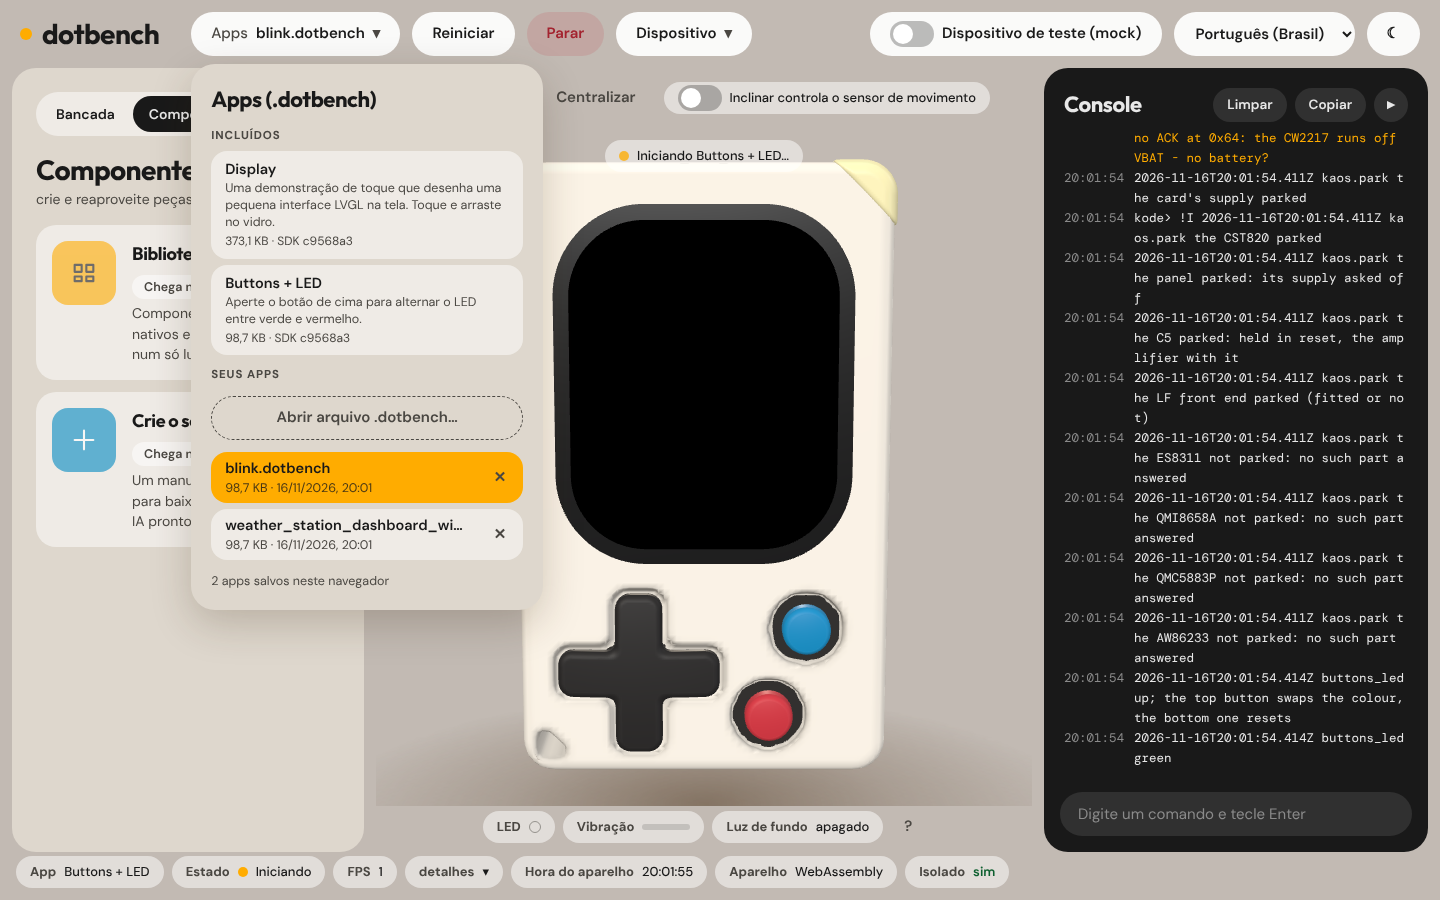 dotbench
Apps blink.dotbench ▾
Reiniciar
Parar
Dispositivo ▾
Dispositivo de teste (mock)
Português (Brasil)
Bancada
Comp
Componente
crie e reaproveite peças
Bibliote
Chega n
Compone
nativos e
num só lu
Crie o s
Chega n
Um manu
para baix
IA pronto
Apps (.dotbench)
INCLUÍDOS
Display
Uma demonstração de toque que desenha uma
pequena interface LVGL na tela. Toque e arraste
no vidro.
373,1 KB · SDK c9568a3
Buttons + LED
Aperte o botão de cima para alternar o LED
entre verde e vermelho.
98,7 KB · SDK c9568a3
SEUS APPS
Abrir arquivo .dotbench...
blink.dotbench
98,7 KB · 16/11/2026, 20:01
✕
weather_station_dashboard_wi...
98,7 KB · 16/11/2026, 20:01
✕
2 apps salvos neste navegador
Centralizar
Inclinar controla o sensor de movimento
Iniciando Buttons + LED...
LED
Vibração
Luz de fundo apagado
?
Console
Limpar
Copiar
no ACK at 0x64: the CW2217 runs off
VBAT - no battery?
20:01:54 2026-11-16T20:01:54.411Z kaos.park t
he card's supply parked
20:01:54 kode> !I 2026-11-16T20:01:54.411Z ka
os.park the CST820 parked
20:01:54 2026-11-16T20:01:54.411Z kaos.park t
he panel parked: its supply asked of
f
20:01:54 2026-11-16T20:01:54.411Z kaos.park t
he C5 parked: held in reset, the amp
lifier with it
20:01:54 2026-11-16T20:01:54.411Z kaos.park t
he LF front end parked (fitted or no
t)
20:01:54 2026-11-16T20:01:54.411Z kaos.park t
he ES8311 not parked: no such part a
nswered
20:01:54 2026-11-16T20:01:54.411Z kaos.park t
he QMI8658A not parked: no such part
answered
20:01:54 2026-11-16T20:01:54.411Z kaos.park t
he QMC5883P not parked: no such part
answered
20:01:54 2026-11-16T20:01:54.411Z kaos.park t
he AW86233 not parked: no such part
answered
20:01:54 2026-11-16T20:01:54.414Z buttons_led
up; the top button swaps the colour,
the bottom one resets
20:01:54 2026-11-16T20:01:54.414Z buttons_led
green
Digite um comando e tecle Enter
App Buttons + LED
Estado Iniciando
FPS 1
detalhes ▾
Hora do aparelho 20:01:55
Aparelho WebAssembly
Isolado sim